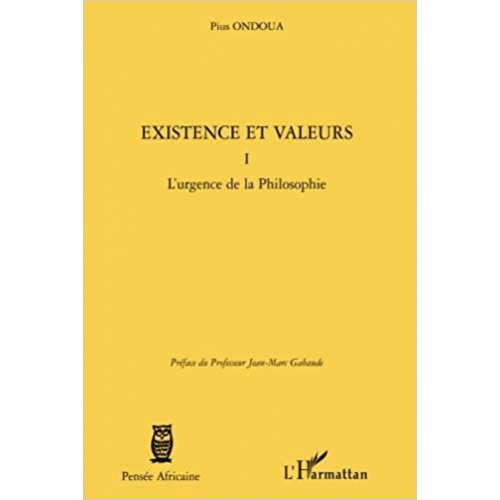 Pius ONDOUA
EXISTENCE ET VALEURS
I
L'urgence de la Philosophie
Préface du Professeur Jean-Marc Gabaude
Pensée Africaine
L'Harmattan